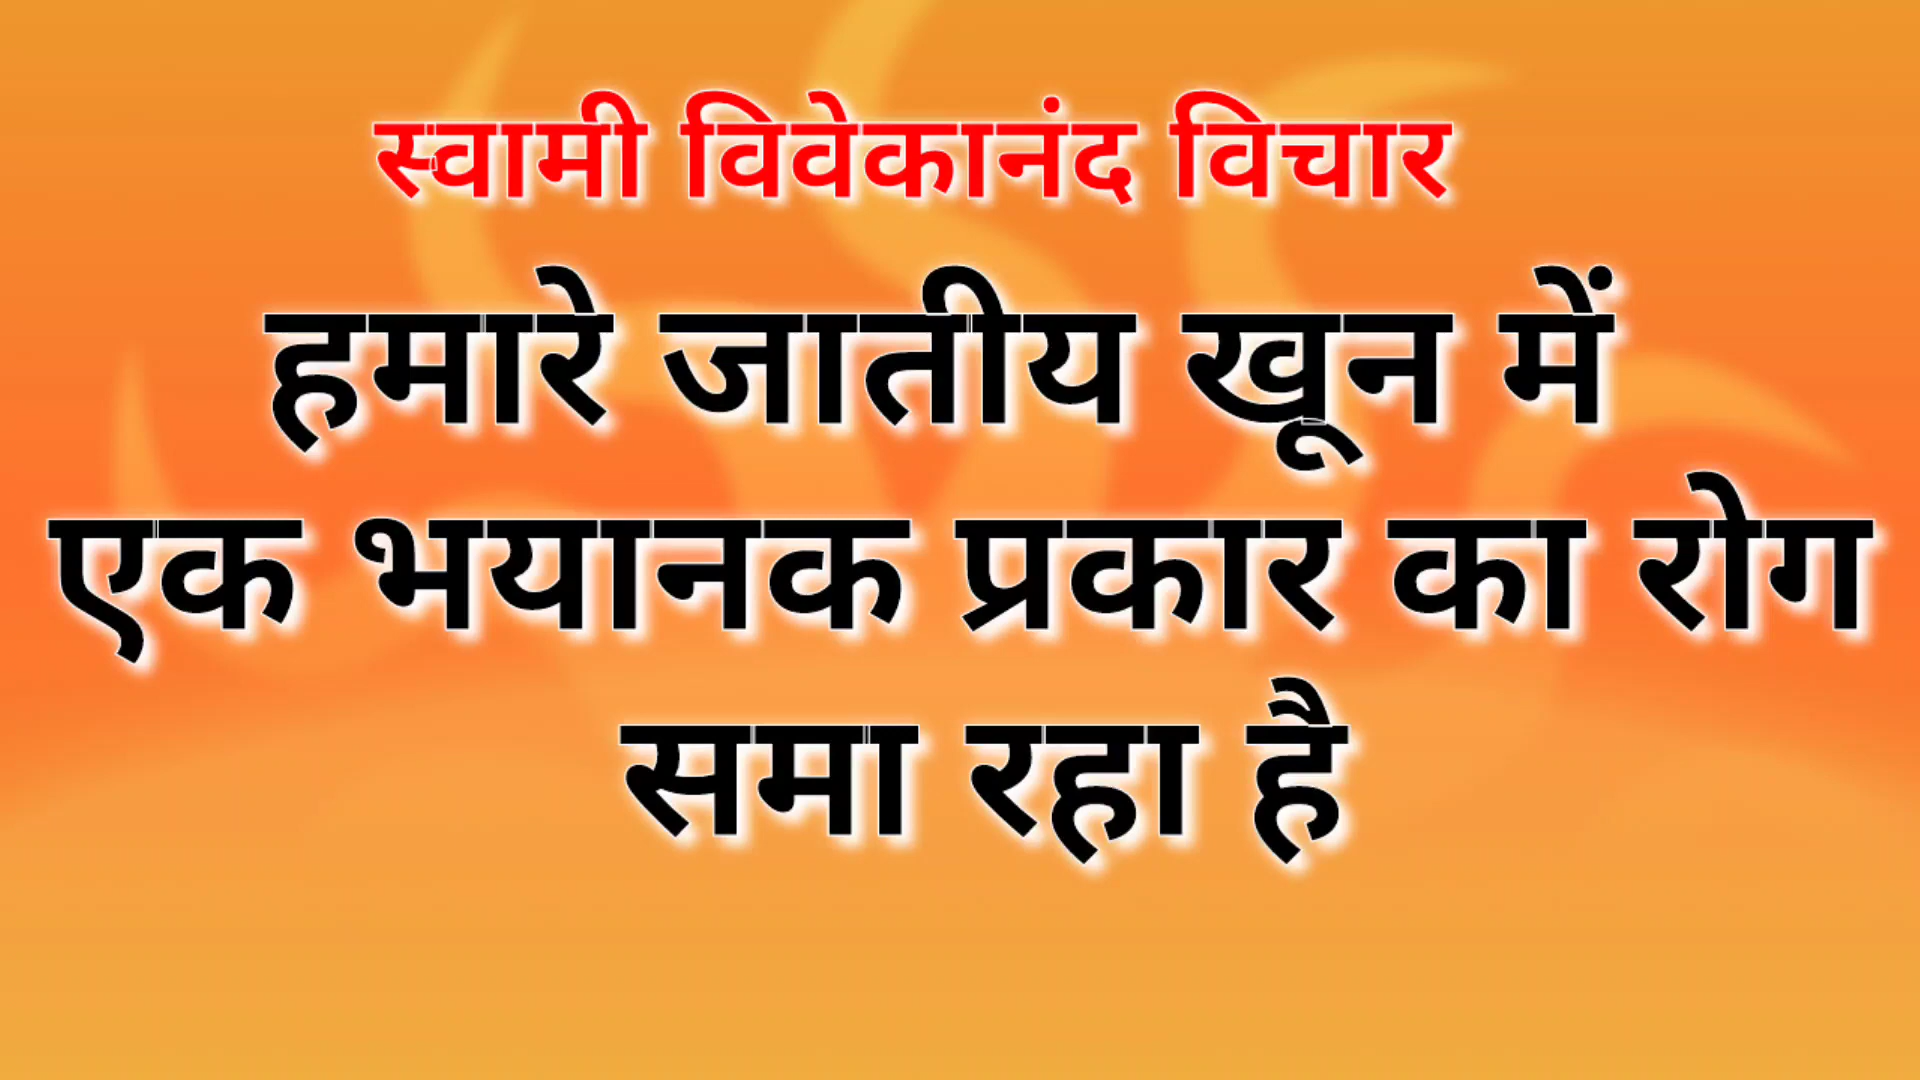 स्वामी विवेकानंद विचार
हमारे जातीय खून में
एक भयानक प्रकार का रोग
समा रहा है